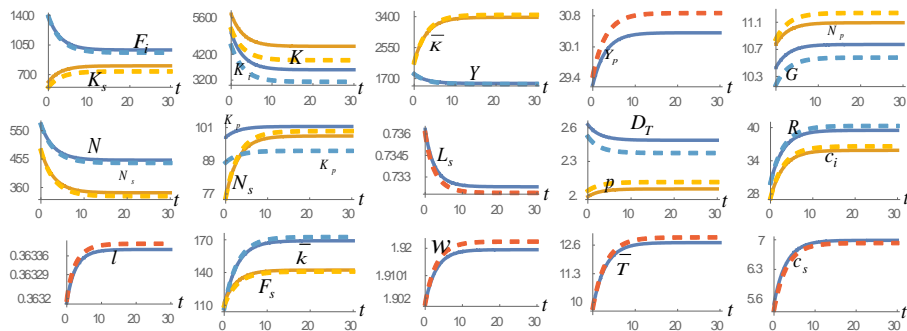 1400
1050
700
0
10
20
30
t
F_i
K_s
5600
4200
3200
0
10
20
30
t
K
K_i
3400
2550
1700
0
10
20
30
t
k̄
Y
30.8
30.1
29.4
0
10
20
30
t
Y_p
11.1
10.7
10.3
0
10
20
30
t
N_p
G
550
455
360
0
10
20
30
t
N
N_s
101
89
77
0
10
20
30
t
K_p
K_p
N_s
0.736
0.7345
0.733
0
10
20
30
t
L_s
2.6
2.3
2
0
10
20
30
t
D_T
p
40
34
28
0
10
20
30
t
R
c_i
0.36336
0.36329
0.3632
0
10
20
30
t
l
170
140
110
0
10
20
30
t
k̄
F_s
1.92
1.9101
1.902
0
10
20
30
t
W
12.6
11.3
10
0
10
20
30
t
T̄
7
6.3
5.6
0
10
20
30
t
c_s